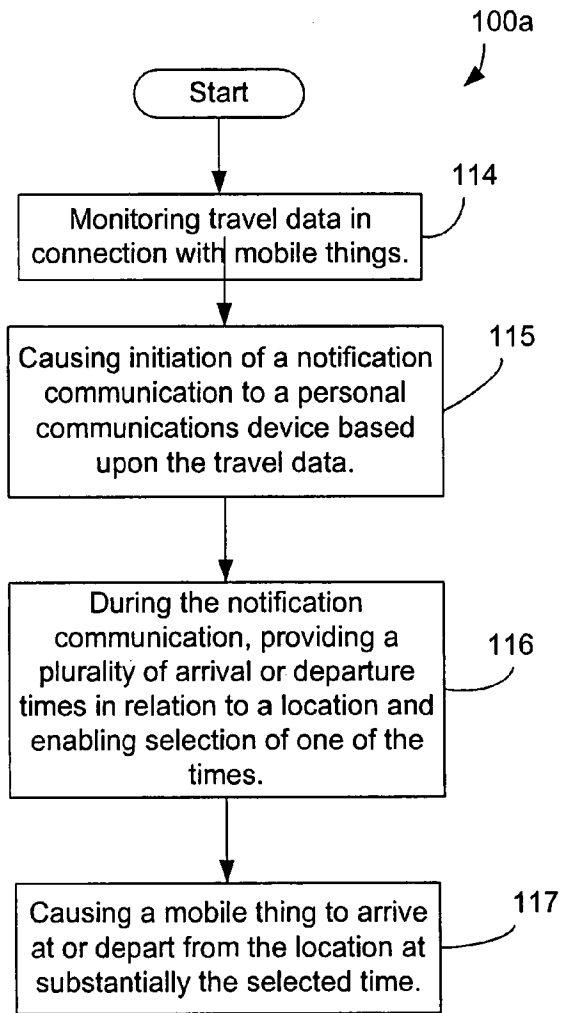 100a
Start
114
Monitoring travel data in
connection with mobile things.
115
Causing initiation of a notification
communication to a personal
communications device based
upon the travel data.
During the notification
communication, providing a
plurality of arrival or departure
times in relation to a location and
enabling selection of one of the
times.
116
Causing a mobile thing to arrive
at or depart from the location at
substantially the selected time.
117